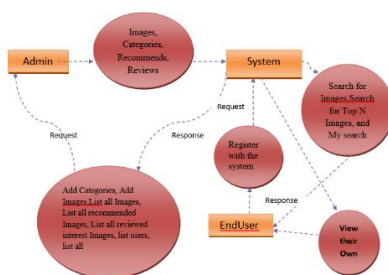 Admin
Images,
Categories,
Recommends,
Reviews
System
Search for
Images,Search
for Top N
Images, and
My search
Request
Response
Request
Register
with the
system
Response
Add Categories, Add
Images,List all Images,
List all recommended
Images, List all reviewed
interest Images, list users,
list all
EndUser
View
their
Own